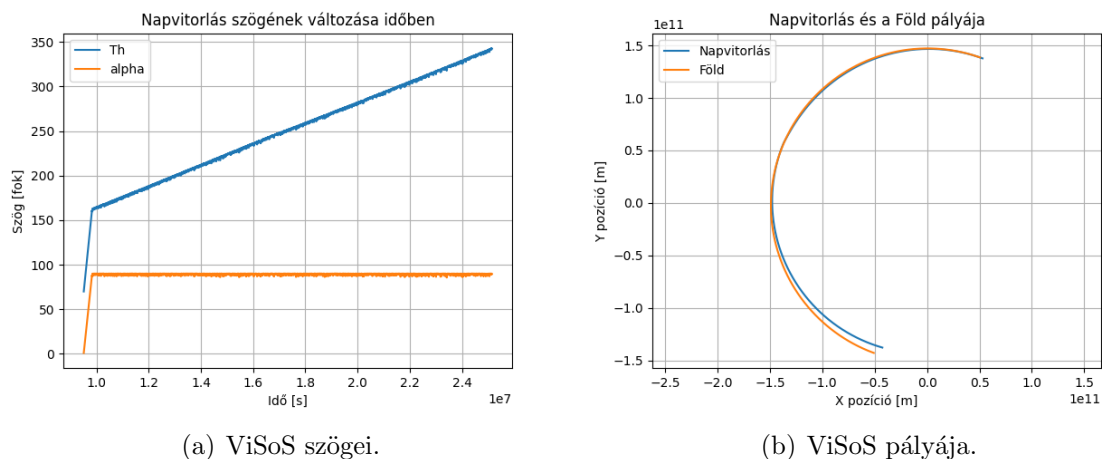 Napvitorlás szögének változása időben
Th
alpha
350
300
250
200
150
100
50
0
Szög [fok]
1.0 1.2 1.4 1.6 1.8 2.0 2.2 2.4
1e7
Idő [s]
(a) ViSoS szögei.
Napvitorlás és a Föld pályája
1e11
Napvitorlás
Föld
1.5
1.0
0.5
0.0
−0.5
−1.0
−1.5
Y pozíció [m]
−2.5 −2.0 −1.5 −1.0 −0.5 0.0 0.5 1.0 1.5
1e11
X pozíció [m]
(b) ViSoS pályája.